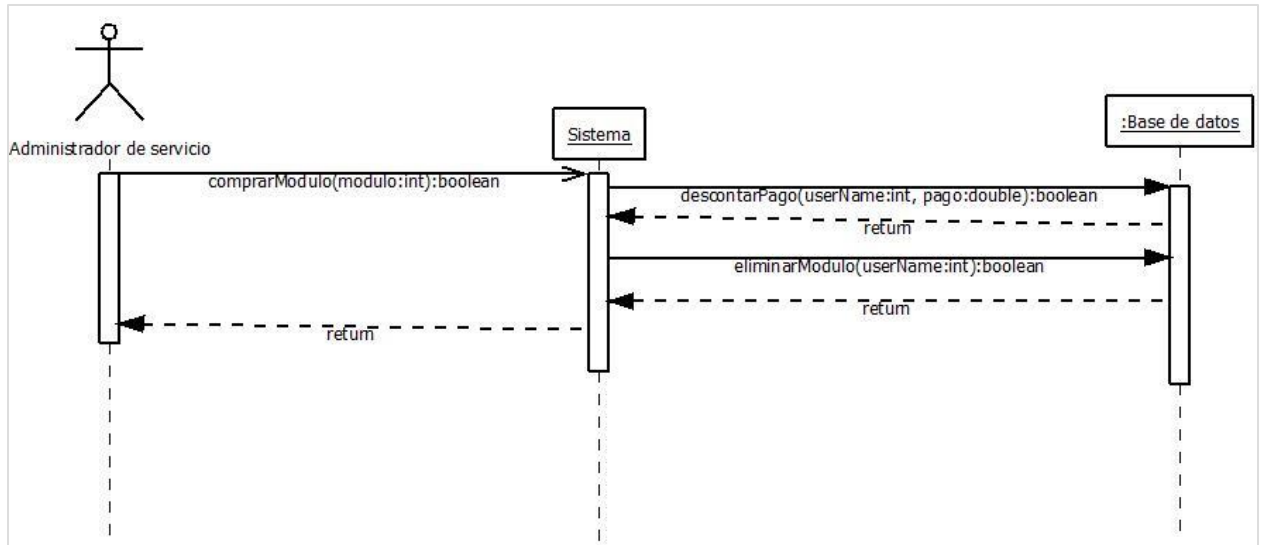 Sistema
:Base de datos
Administrador de servicio
comprarModulo(modulo:int):boolean
descontarPago(userName:int, pago:double):boolean
return
eliminarModulo(userName:int):boolean
return
return